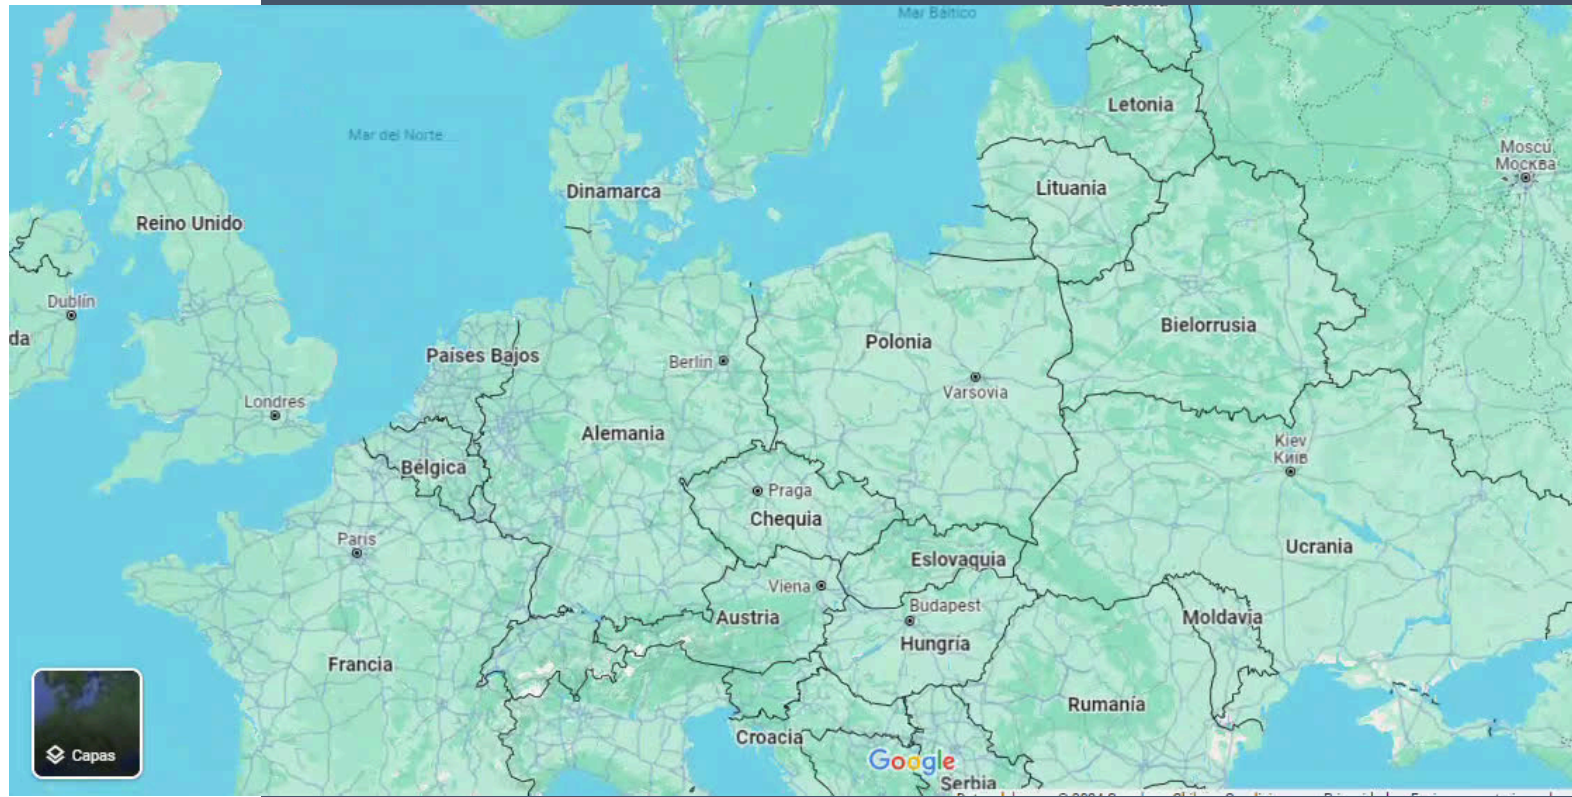 Mar Báltico
Letonia
Moscú
Москва
Mar del Norte
Dinamarca
Lituania
Reino Unido
Dublín
da
Países Bajos
Berlín
Polonia
Bielorrusia
Varsovia
Londres
Alemania
Kiev
Київ
Bélgica
Praga
Chequia
París
Ucrania
Eslovaquia
Viena
Budapest
Austria
Moldavia
Hungría
Francia
Rumanía
Croacia
Capas
Google
Serbia